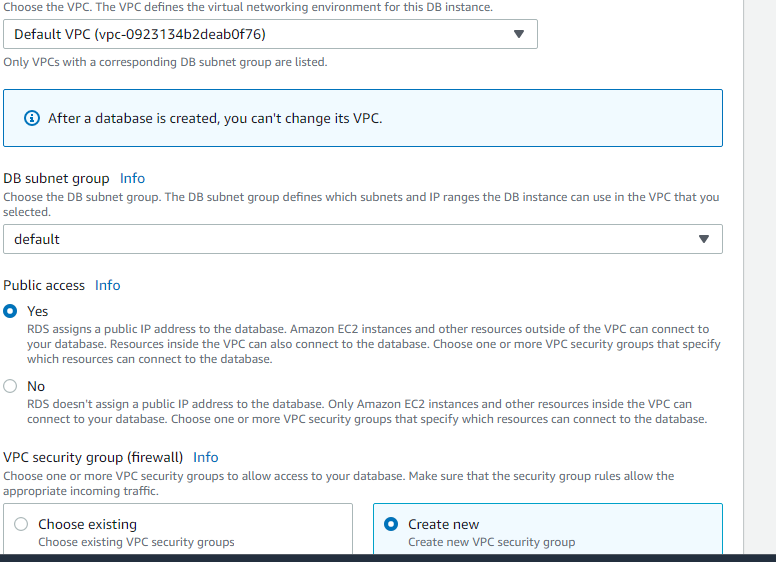 Choose the VPC. The VPC defines the virtual networking environment for this DB instance.
Default VPC (vpc-0923134b2deab0f76)
Only VPCs with a corresponding DB subnet group are listed.
After a database is created, you can't change its VPC.
DB subnet group Info
Choose the DB subnet group. The DB subnet group defines which subnets and IP ranges the DB instance can use in the VPC that you
selected.
default
Public access Info
Yes
RDS assigns a public IP address to the database. Amazon EC2 instances and other resources outside of the VPC can connect to
your database. Resources inside the VPC can also connect to the database. Choose one or more VPC security groups that specify
which resources can connect to the database.
No
RDS doesn't assign a public IP address to the database. Only Amazon EC2 instances and other resources inside the VPC can
connect to your database. Choose one or more VPC security groups that specify which resources can connect to the database.
VPC security group (firewall) Info
Choose one or more VPC security groups to allow access to your database. Make sure that the security group rules allow the
appropriate incoming traffic.
Choose existing
Choose existing VPC security groups
Create new
Create new VPC security group